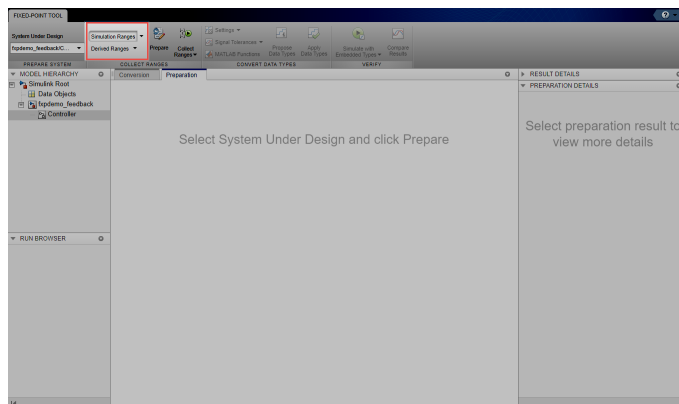 FIXED-POINT TOOL
System Under Design
fxpdemo_feedback/C...
Simulation Ranges
Derived Ranges
Prepare
Collect
Ranges
Settings
Signal Tolerances
MATLAB Functions
Propose
Data Types
Apply
Data Types
Simulate with
Embedded Types
Compare
Results
PREPARE SYSTEM
COLLECT RANGES
CONVERT DATA TYPES
VERIFY
MODEL HIERARCHY
Conversion
Preparation
RESULT DETAILS
Simulink Root
Data Objects
fxpdemo_feedback
Controller
PREPARATION DETAILS
Select System Under Design and click Prepare
Select preparation result to
view more details
RUN BROWSER